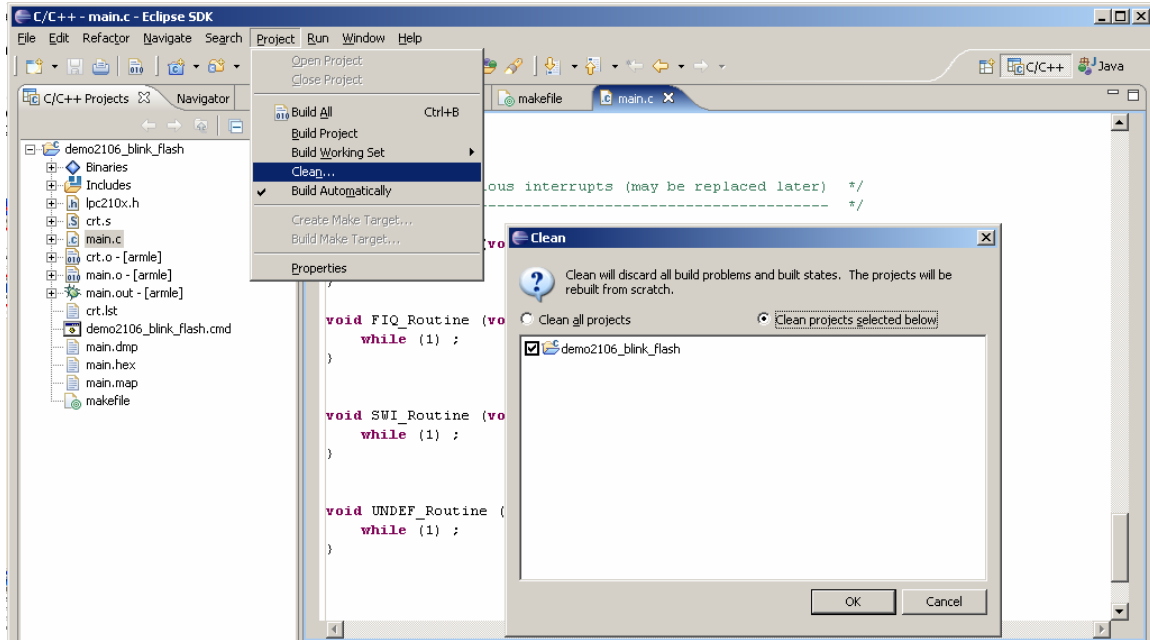 C/C++ - main.c - Eclipse SDK
File Edit Refactor Navigate Search Project Run Window Help
C/C++ Java
C/C++ Projects Navigator
makefile main.c
Open Project
Close Project
Build All Ctrl+B
Build Project
Build Working Set
Clean...
Build Automatically
Create Make Target...
Build Make Target...
Properties
demo2106_blink_flash
Binaries
Includes
lpc210x.h
crt.s
main.c
crt.o - [armle]
main.o - [armle]
main.out - [armle]
crt.lst
demo2106_blink_flash.cmd
main.dmp
main.hex
main.map
makefile
ous interrupts (may be replaced later) */
---------------------------------------- */
(vo
}
void FIQ_Routine (vo
while (1) ;
}
void SWI_Routine (vo
while (1) ;
}
void UNDEF_Routine (
while (1) ;
}
Clean
Clean will discard all build problems and built states. The projects will be
rebuilt from scratch.
Clean all projects Clean projects selected below
demo2106_blink_flash
OK Cancel